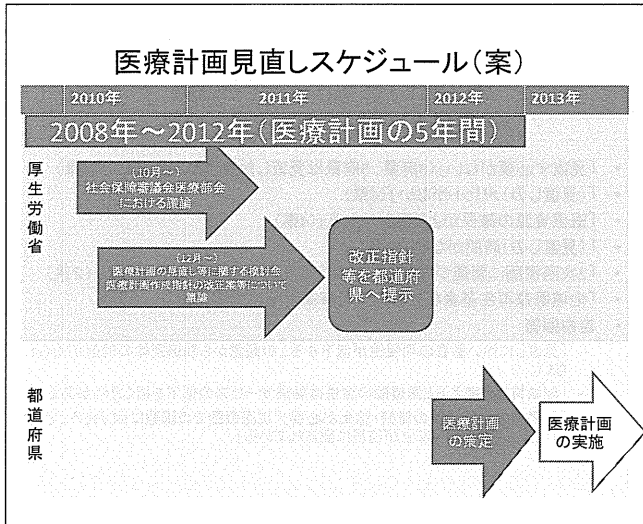 医療計画見直しスケジュール(案)
2010年 2011年 2012年 2013年
2008年～2012年(医療計画の5年間)
厚生労働省
(10月～)
社会保障審議会医療部会
における議論
(12月～)
医療計画の見直し等に関する検討会
医療計画作成指針の改正案等について
議論
改正指針
等を都道府
県へ提示
都道府県
医療計画
の策定
医療計画
の実施